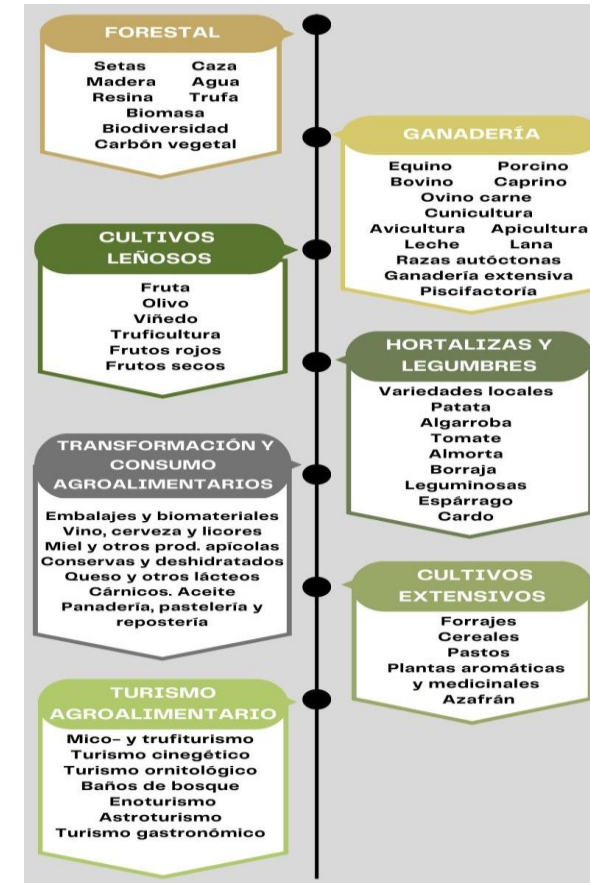 FORESTAL
Setas Caza
Madera Agua
Resina Trufa
Biomasa
Biodiversidad
Carbón vegetal
GANADERÍA
Equino Porcino
Bovino Caprino
Ovino carne
Cunicultura
Avicultura Apicultura
Leche Lana
Razas autóctonas
Ganadería extensiva
Piscifactoría
CULTIVOS
LEÑOSOS
Fruta
Olivo
Viñedo
Truficultura
Frutos rojos
Frutos secos
HORTALIZAS Y
LEGUMBRES
Variedades locales
Patata
Algarroba
Tomate
Almorta
Borraja
Leguminosas
Espárrago
Cardo
TRANSFORMACIÓN Y
CONSUMO
AGROALIMENTARIOS
Embalajes y biomateriales
Vino, cerveza y licores
Miel y otros prod. apícolas
Conservas y deshidratados
Queso y otros lácteos
Cárnicos. Aceite
Panadería, pastelería y
repostería
CULTIVOS
EXTENSIVOS
Forrajes
Cereales
Pastos
Plantas aromáticas
y medicinales
Azafrán
TURISMO
AGROALIMENTARIO
Mico- y trufiturismo
Turismo cinegético
Turismo ornitológico
Baños de bosque
Enoturismo
Astroturismo
Turismo gastronómico